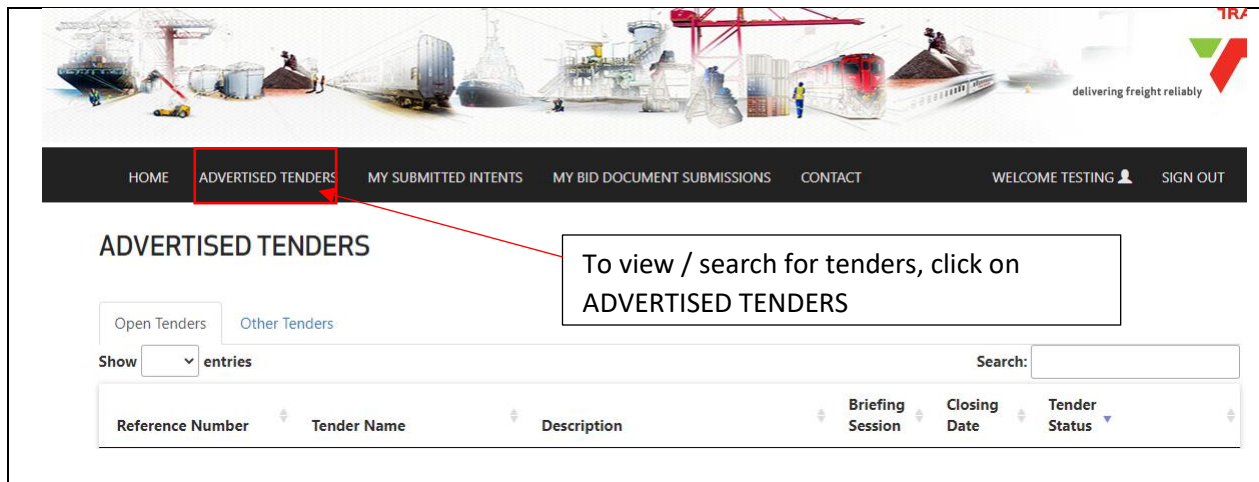 delivering freight reliably
HOME ADVERTISED TENDERS MY SUBMITTED INTENTS MY BID DOCUMENT SUBMISSIONS CONTACT WELCOME TESTING SIGN OUT
ADVERTISED TENDERS
To view / search for tenders, click on
ADVERTISED TENDERS
Open Tenders Other Tenders
Show entries Search:
Reference Number Tender Name Description Briefing Session Closing Date Tender Status